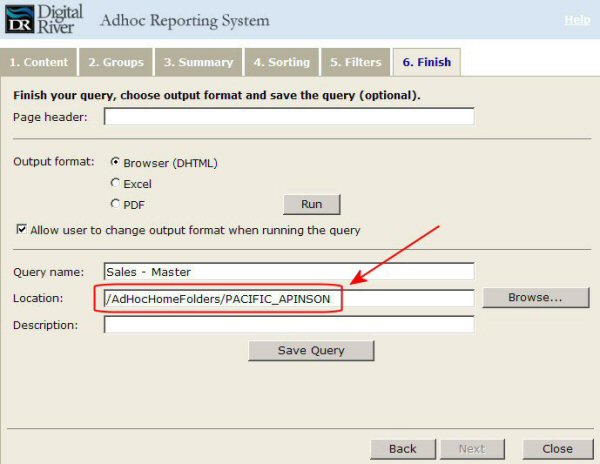 Digital River
DR
Adhoc Reporting System
Help
1. Content 2. Groups 3. Summary 4. Sorting 5. Filters 6. Finish
Finish your query, choose output format and save the query (optional).
Page header:
Output format: Browser (DHTML)
Excel
PDF
Run
Allow user to change output format when running the query
Query name: Sales - Master
Location: /AdHocHomeFolders/PACIFIC_APINSON Browse...
Description:
Save Query
Back Next Close